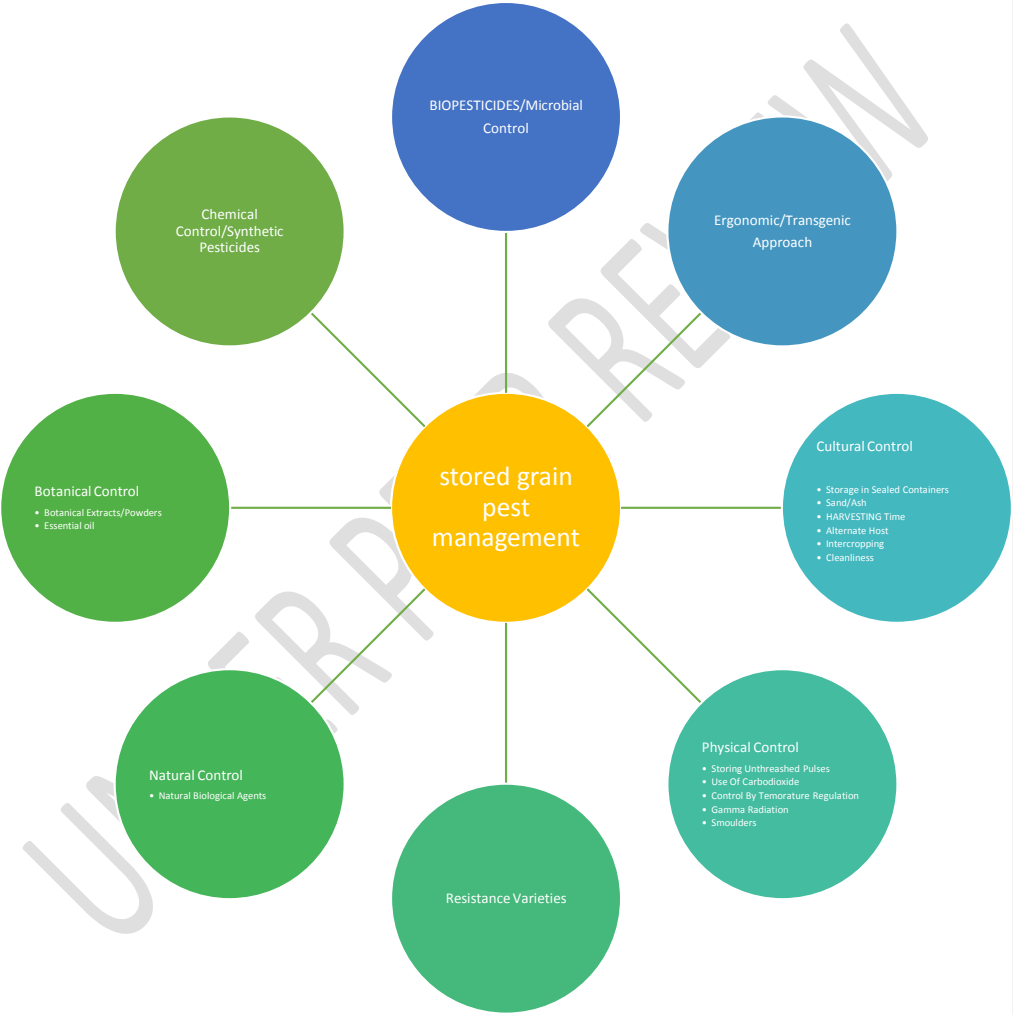 BIOPESTICIDES/Microbial
Control
Ergonomic/Transgenic
Approach
Cultural Control
• Storage in Sealed Containers
• Sand/Ash
• HARVESTING Time
• Alternate Host
• Intercropping
• Cleanliness
Physical Control
• Storing Unthreashed Pulses
• Use Of Carbodioxide
• Control By Temorature Regulation
• Gamma Radiation
• Smoulders
Resistance Varieties
Natural Control
• Natural Biological Agents
Botanical Control
• Botanical Extracts/Powders
• Essential oil
Chemical
Control/Synthetic
Pesticides
stored grain
pest
management
UNDER PEER REVIEW